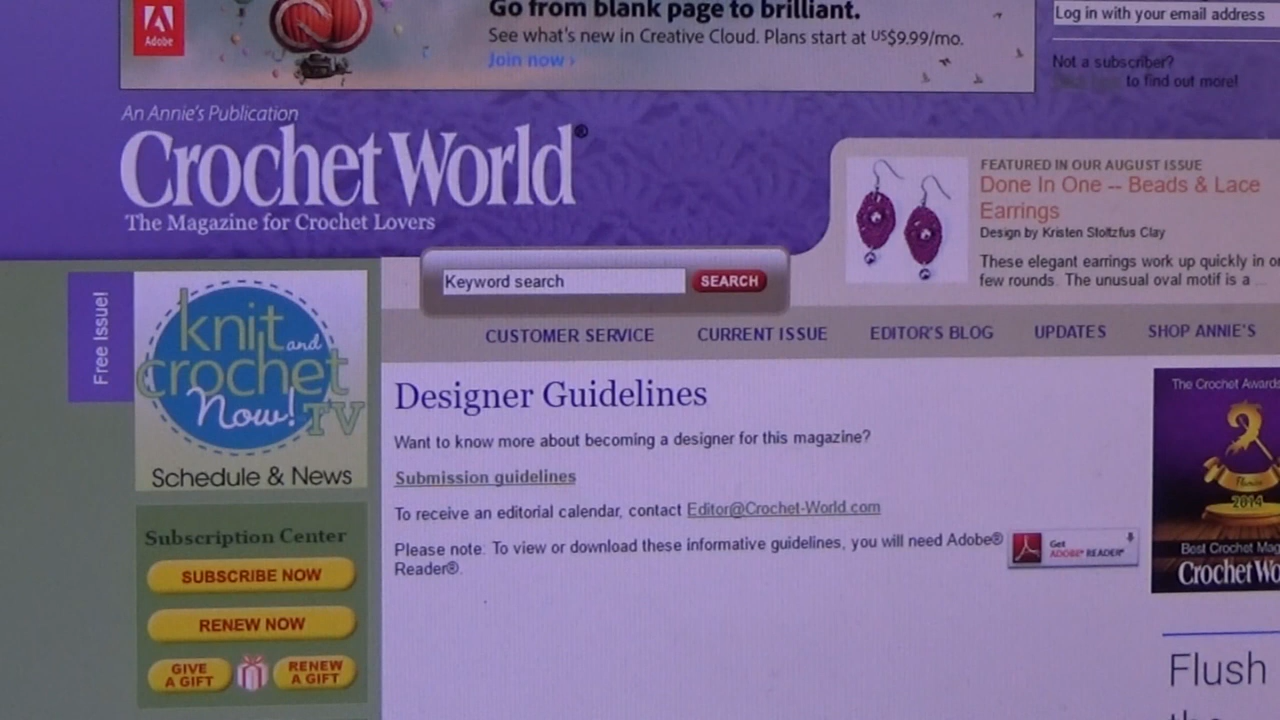 Go from blank page to brilliant.
Adobe
See what's new in Creative Cloud. Plans start at US$9.99/mo.
Join now ›
Log in with your email address
Not a subscriber?
to find out more!
An Annie's Publication
Crochet World®
The Magazine for Crochet Lovers
FEATURED IN OUR AUGUST ISSUE
Done In One -- Beads & Lace
Earrings
Design by Kristen Stoltzfus Clay
These elegant earrings work up quickly in
few rounds. The unusual oval motif is a ...
Keyword search
SEARCH
CUSTOMER SERVICE
CURRENT ISSUE
EDITOR'S BLOG
UPDATES
SHOP ANNIE'S
Free Issue!
knit
and
crochet
Now!
TV
Schedule & News
Subscription Center
SUBSCRIBE NOW
RENEW NOW
GIVE
A GIFT
RENEW
A GIFT
Designer Guidelines
Want to know more about becoming a designer for this magazine?
Submission guidelines
To receive an editorial calendar, contact Editor@Crochet-World.com
Please note: To view or download these informative guidelines, you will need Adobe®
Reader®.
Get
ADOBE® READER®
The Crochet Awards
2014
Best Crochet Mag
Crochet Wo
Flush